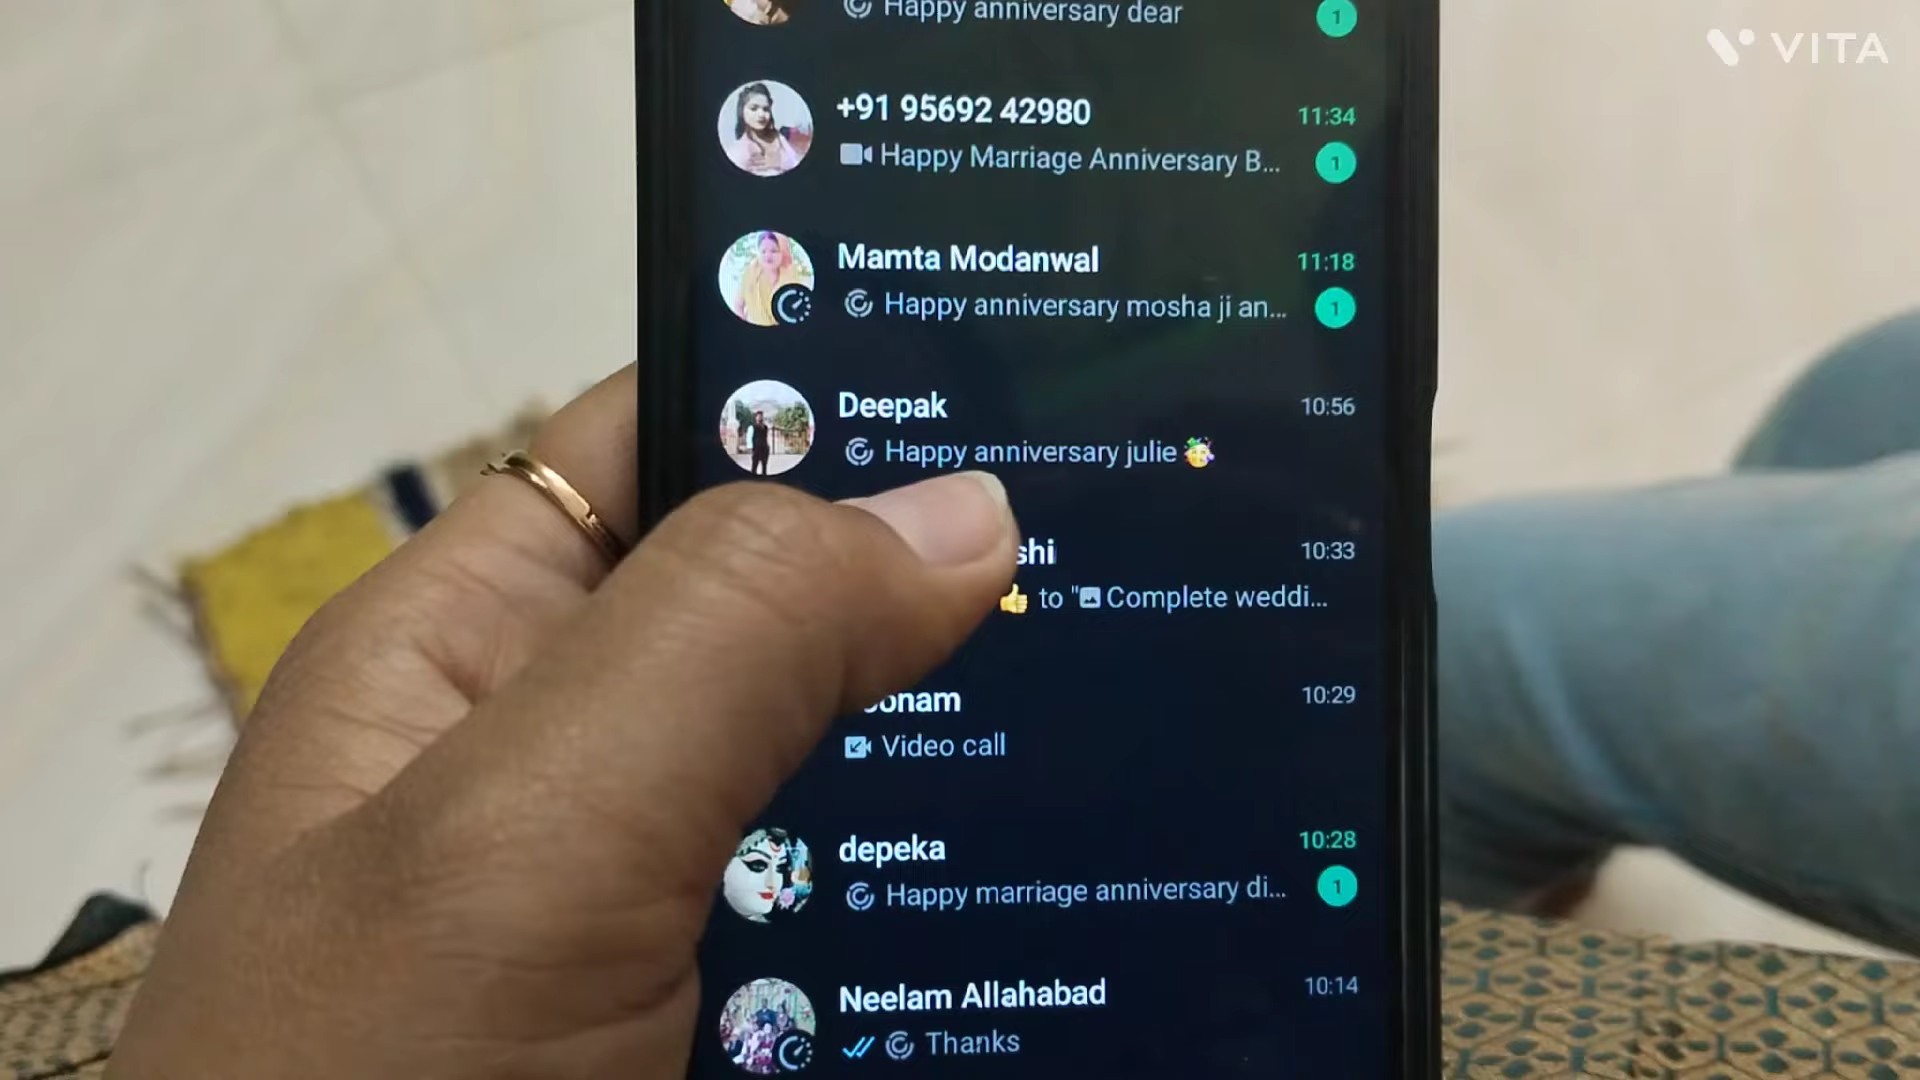 Happy anniversary dear
1
VITA
+91 95692 42980
11:34
Happy Marriage Anniversary B...
1
Mamta Modanwal
11:18
Happy anniversary mosha ji an...
1
Deepak
10:56
Happy anniversary julie 🥳
shi
10:33
👍 to "Complete weddi...
oonam
10:29
Video call
depeka
10:28
Happy marriage anniversary di...
1
Neelam Allahabad
10:14
Thanks